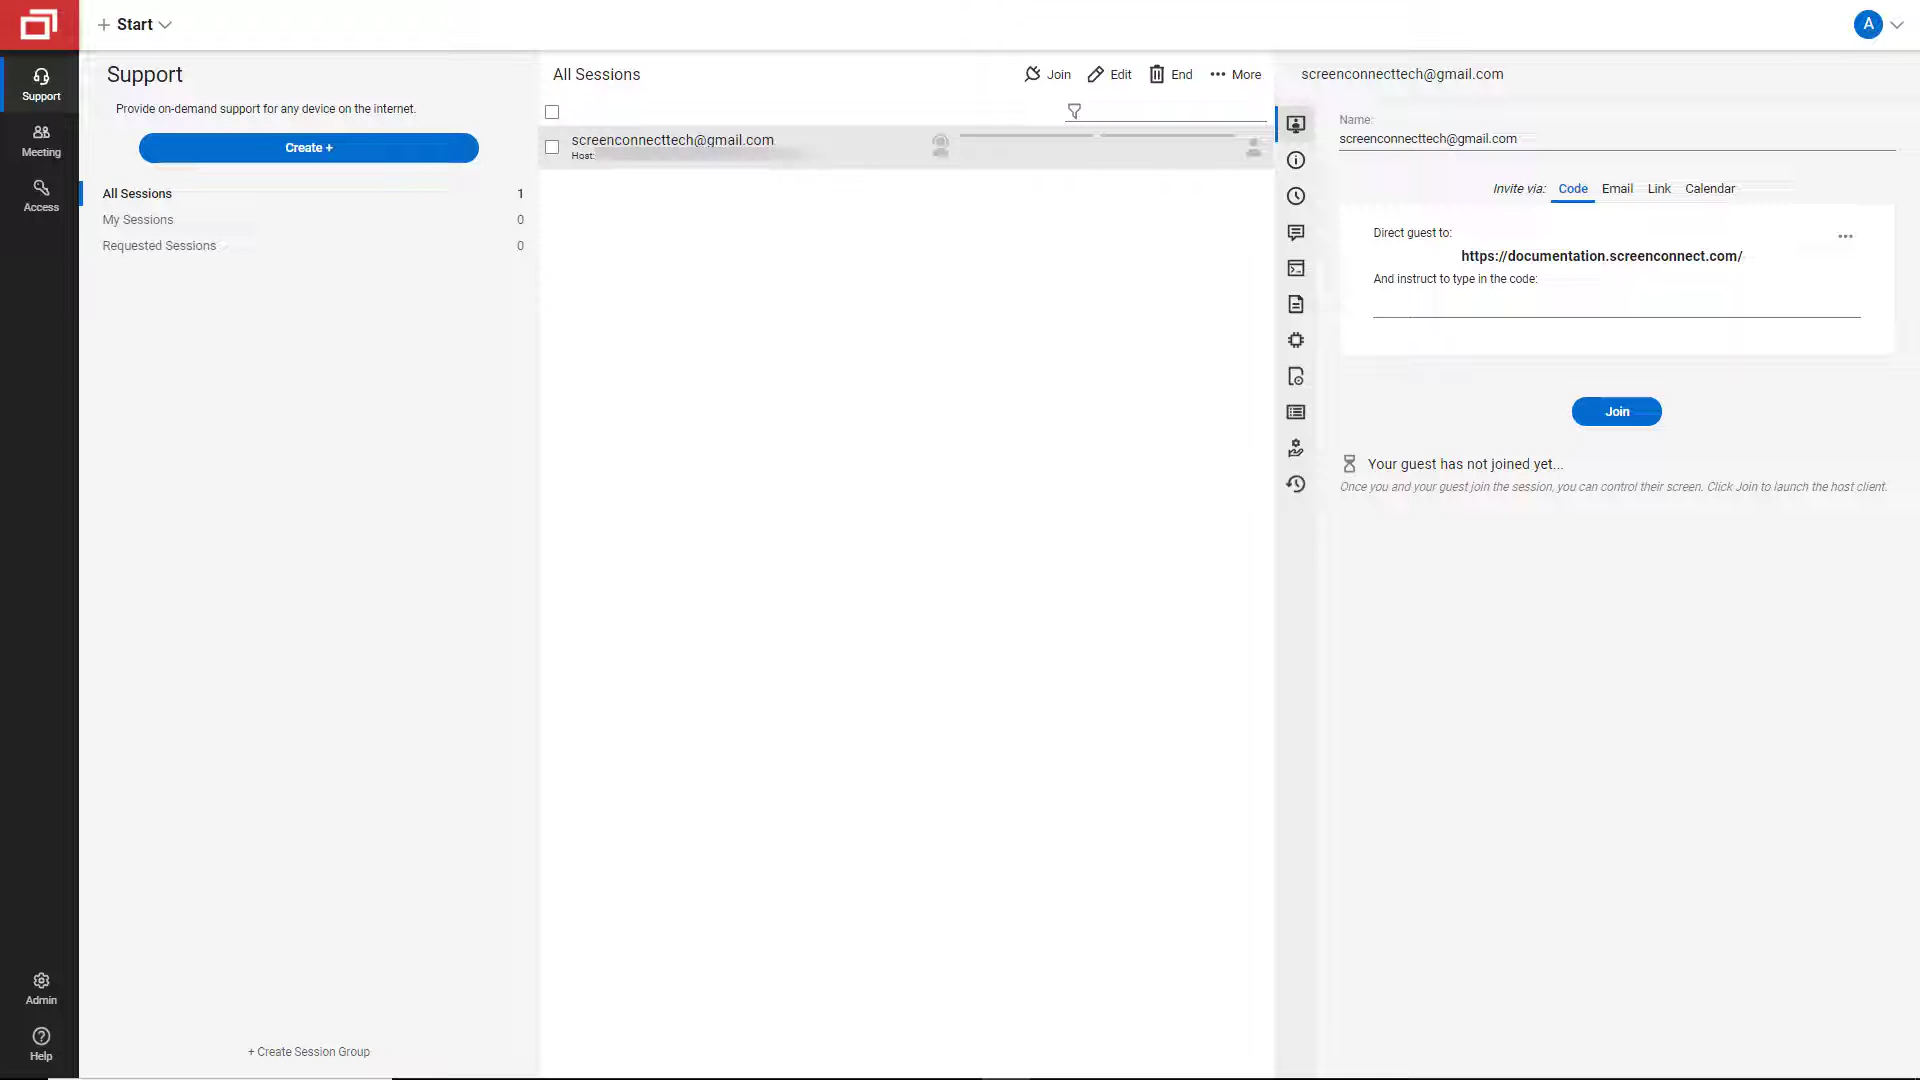 + Start
A
Support
Meeting
Access
Admin
Help
Support
Provide on-demand support for any device on the internet.
Create +
All Sessions 1
My Sessions 0
Requested Sessions 0
+ Create Session Group
All Sessions
Join Edit End ••• More
screenconnecttech@gmail.com
Host:
screenconnecttech@gmail.com
Name:
screenconnecttech@gmail.com
Invite via: Code Email Link Calendar
Direct guest to:
https://documentation.screenconnect.com/
And instruct to type in the code:
Join
Your guest has not joined yet...
Once you and your guest join the session, you can control their screen. Click Join to launch the host client.